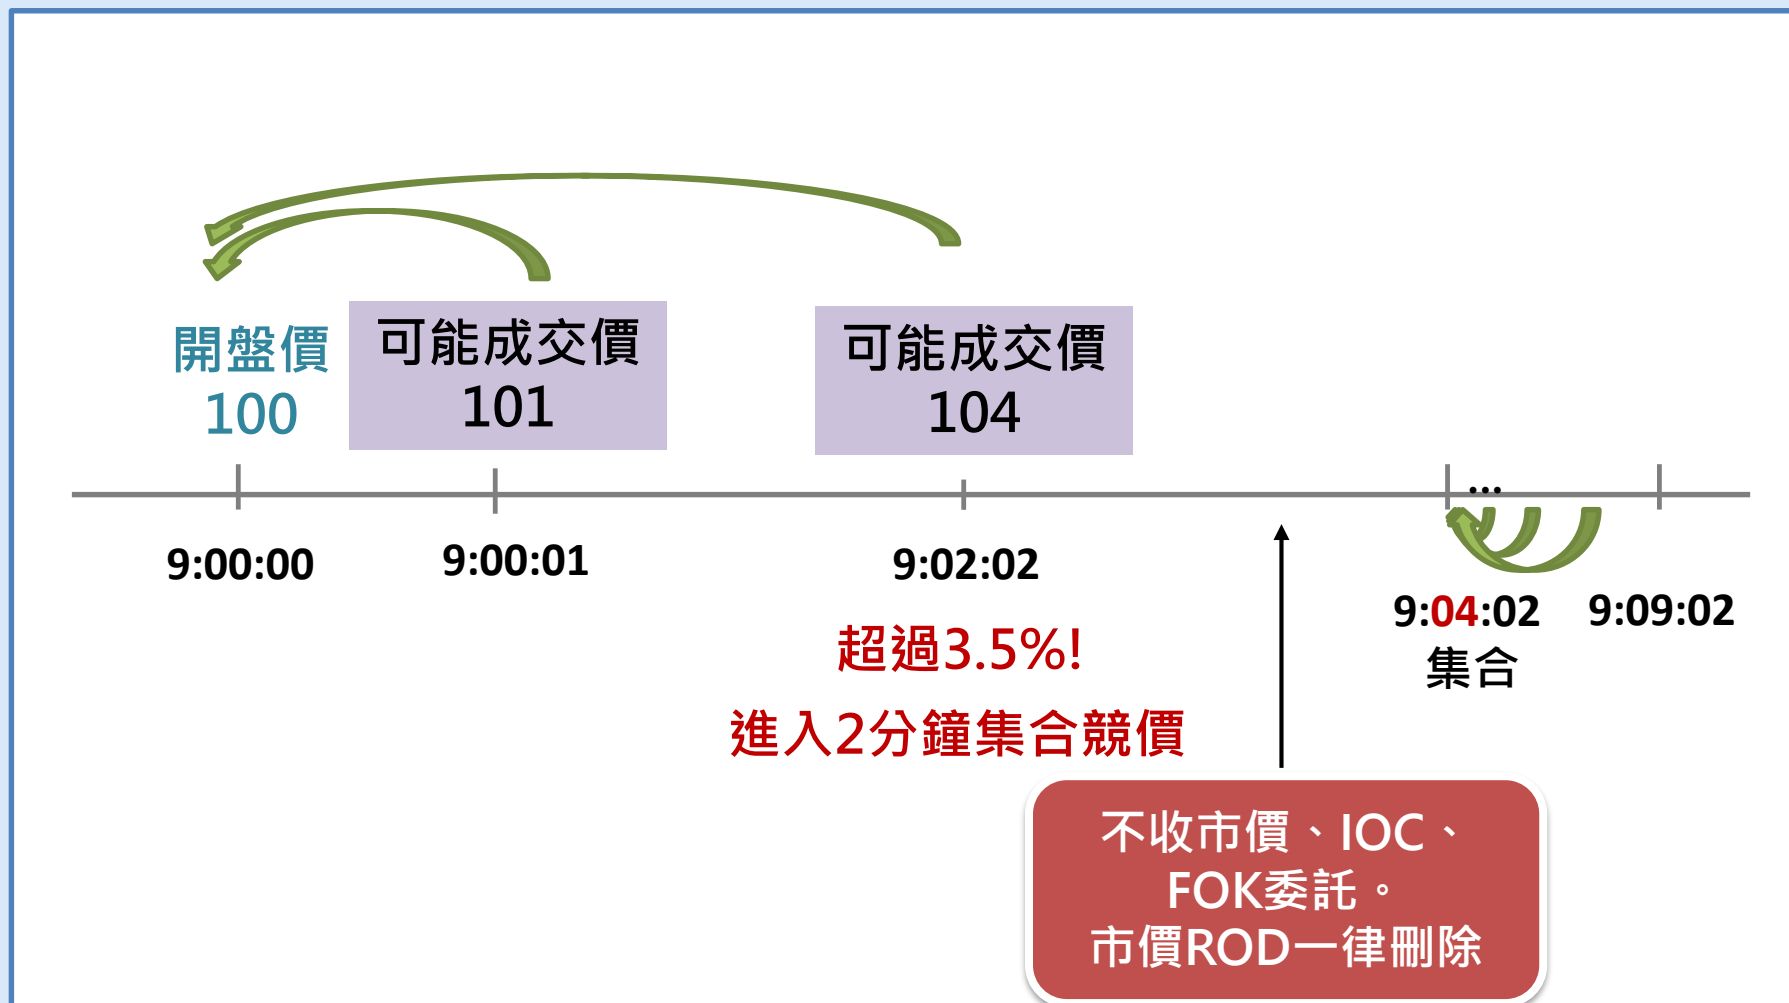 開盤價
100
可能成交價
101
可能成交價
104
...
9:00:00
9:00:01
9:02:02
9:04:02
9:09:02
集合
超過3.5%!
進入2分鐘集合競價
不收市價、IOC、
FOK委託。
市價ROD一律刪除